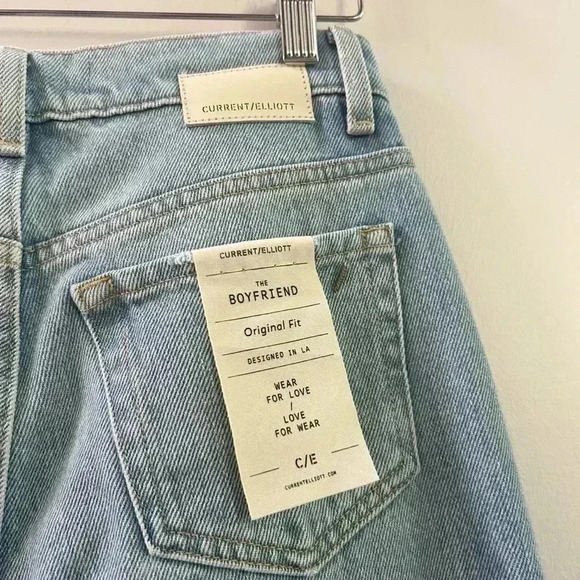 CURRENT/ELLIOTT
CURRENT/ELLIOTT
THE
BOYFRIEND
Original Fit
DESIGNED IN LA
WEAR
FOR LOVE
/
LOVE
FOR WEAR
C/E
CURRENTELLIOTT.COM